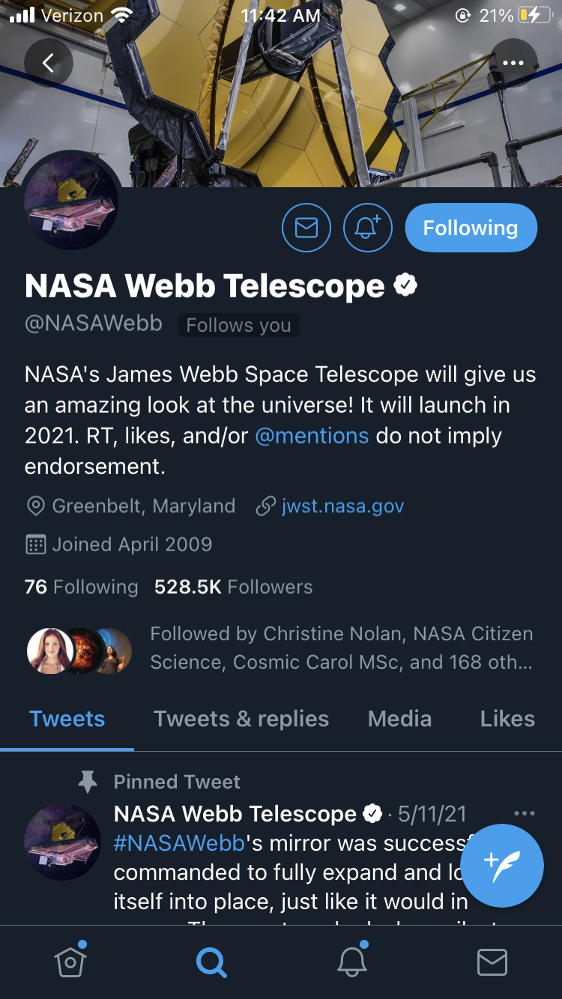 Verizon 11:42 AM 21%
Following
NASA Webb Telescope
@NASAWebb Follows you
NASA's James Webb Space Telescope will give us
an amazing look at the universe! It will launch in
2021. RT, likes, and/or @mentions do not imply
endorsement.
Greenbelt, Maryland jwst.nasa.gov
Joined April 2009
76 Following 528.5K Followers
Followed by Christine Nolan, NASA Citizen
Science, Cosmic Carol MSc, and 168 oth...
Tweets Tweets & replies Media Likes
Pinned Tweet
NASA Webb Telescope · 5/11/21
#NASAWebb's mirror was
commanded to fully expand and
itself into place, just like it would in